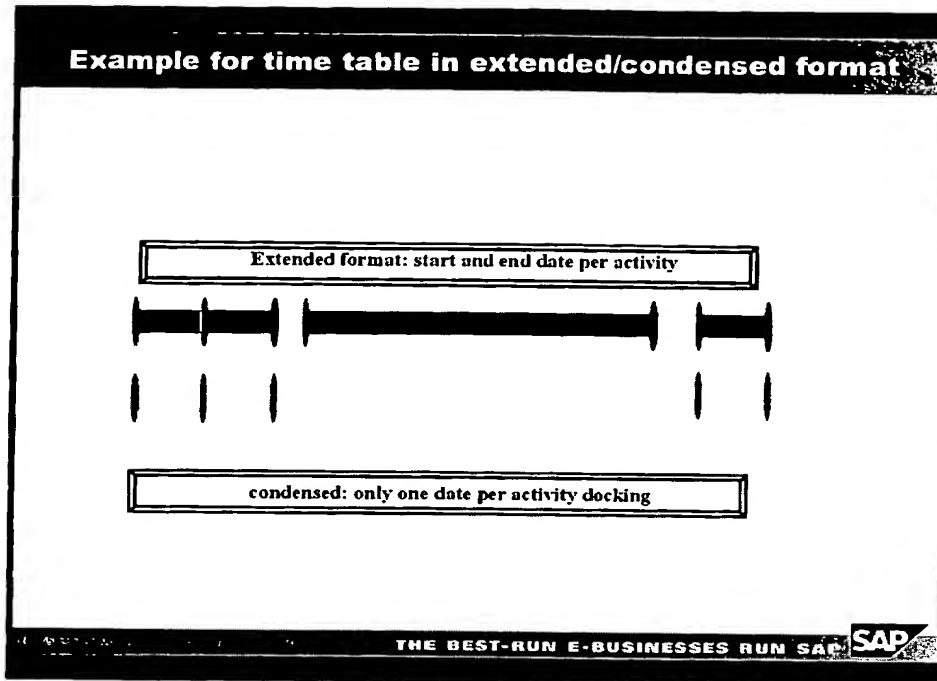 Example for time table in extended/condensed format
Extended format: start and end date per activity
condensed: only one date per activity docking
THE BEST-RUN E-BUSINESSES RUN SAP
SAP